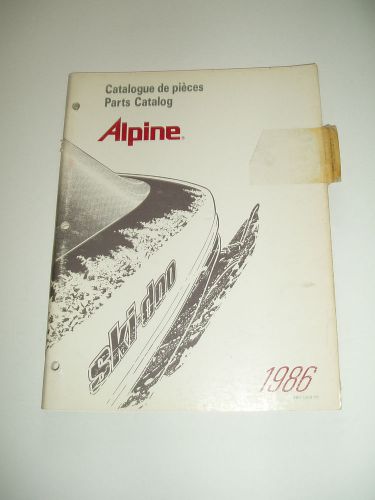 Catalogue de pièces
Parts Catalog
Alpine®
ski-doo
1986